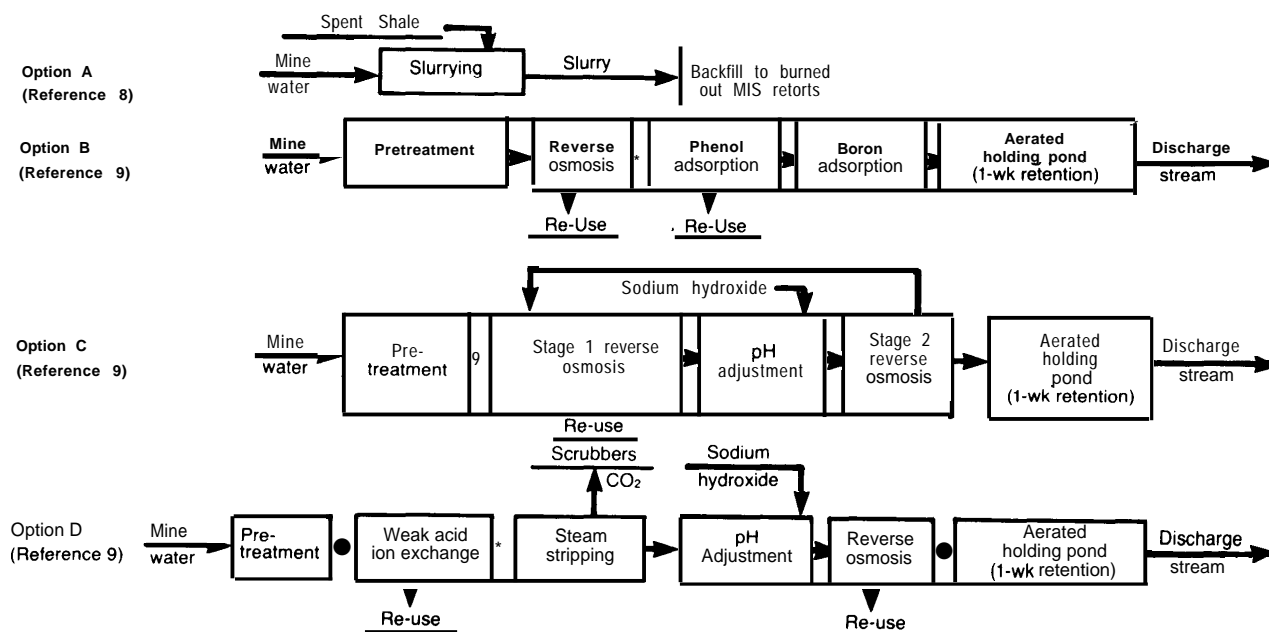 Spent Shale
Option A
(Reference 8)
Mine
water
Slurrying
Slurry
Backfill to burned
out MIS retorts
Option B
(Reference 9)
Mine
water
Pretreatment
Reverse
osmosis
*
Phenol
adsorption
Boron
adsorption
Aerated
holding pond
(1-wk retention)
Discharge
stream
Re-Use
Re-Use
Sodium hydroxide
Option C
(Reference 9)
Mine
water
Pre-
treatment
9
Stage 1 reverse
osmosis
pH
adjustment
Stage 2
reverse
osmosis
Aerated
holding
pond
(1-wk retention)
Discharge
stream
Re-use
Scrubbers
CO₂
Sodium
hydroxide
Option D
(Reference 9)
Mine
water
Pre-
treatment
Weak acid
ion exchange
*
Steam
stripping
pH
Adjustment
Reverse
osmosis
Aerated
holding pond
(1-wk retention)
Discharge
stream
Re-use
Re-use